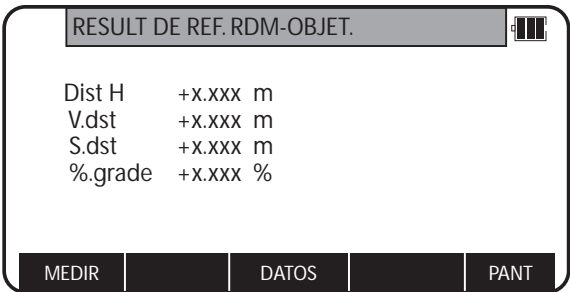 RESULT DE REF. RDM-OBJET.
Dist H +x.xxx m
V.dst +x.xxx m
S.dst +x.xxx m
%.grade +x.xxx %
MEDIR DATOS PANT